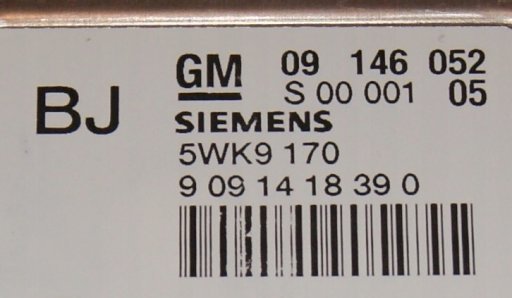 BJ
GM 09 146 052
S 00 001 05
SIEMENS
5WK9 170
9 09 14 18 39 0